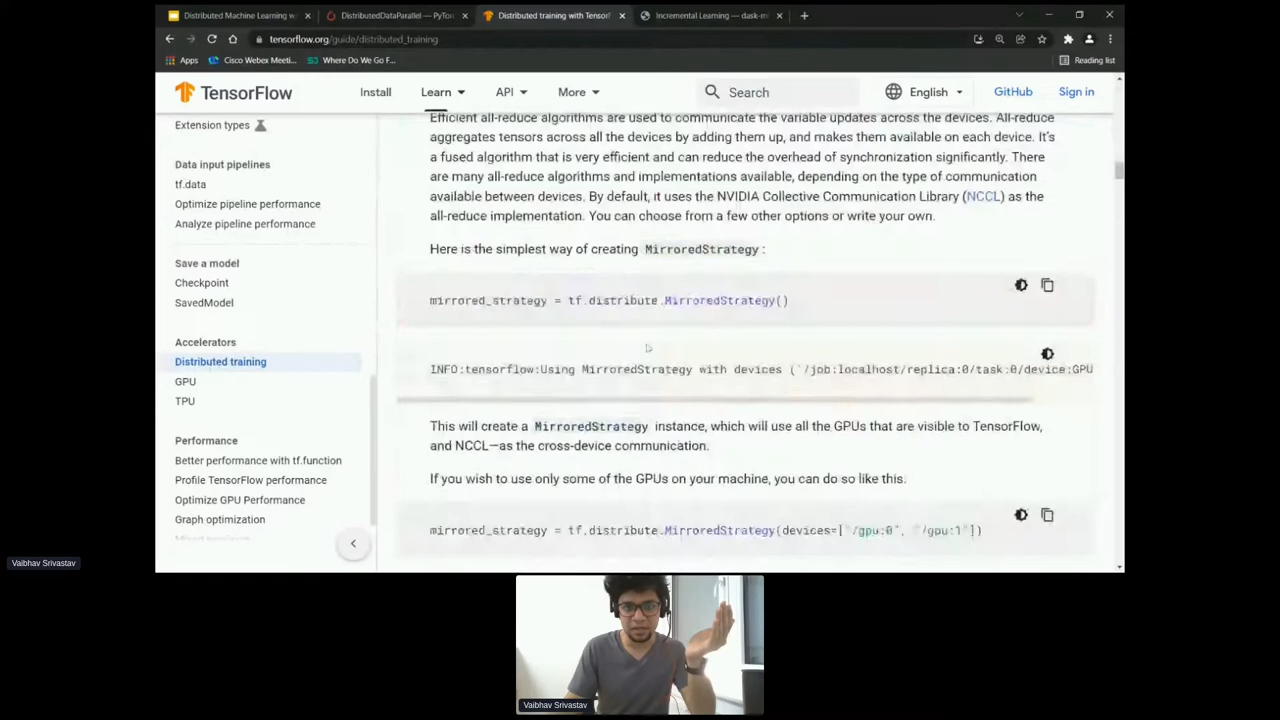 Distributed Machine Learning w
DistributedDataParallel — PyTor
Distributed training with Tensorf
Incremental Learning — dask-m
tensorflow.org/guide/distributed_training
Apps
Cisco Webex Meeti...
Where Do We Go F...
Reading list
TensorFlow
Install
Learn
API
More
Search
English
GitHub
Sign in
Extension types
Data input pipelines
tf.data
Optimize pipeline performance
Analyze pipeline performance
Save a model
Checkpoint
SavedModel
Accelerators
Distributed training
GPU
TPU
Performance
Better performance with tf.function
Profile TensorFlow performance
Optimize GPU Performance
Graph optimization
Efficient all-reduce algorithms are used to communicate the variable updates across the devices. All-reduce
aggregates tensors across all the devices by adding them up, and makes them available on each device. It's
a fused algorithm that is very efficient and can reduce the overhead of synchronization significantly. There
are many all-reduce algorithms and implementations available, depending on the type of communication
available between devices. By default, it uses the NVIDIA Collective Communication Library (NCCL) as the
all-reduce implementation. You can choose from a few other options or write your own.
Here is the simplest way of creating MirroredStrategy:
mirrored_strategy = tf.distribute.MirroredStrategy()
INFO:tensorflow:Using MirroredStrategy with devices ('/job:localhost/replica:0/task:0/device:GPU
This will create a MirroredStrategy instance, which will use all the GPUs that are visible to TensorFlow,
and NCCL—as the cross-device communication.
If you wish to use only some of the GPUs on your machine, you can do so like this.
mirrored_strategy = tf.distribute.MirroredStrategy(devices=["/gpu:0", "/gpu:1"])
Vaibhav Srivastav
Vaibhav Srivastav